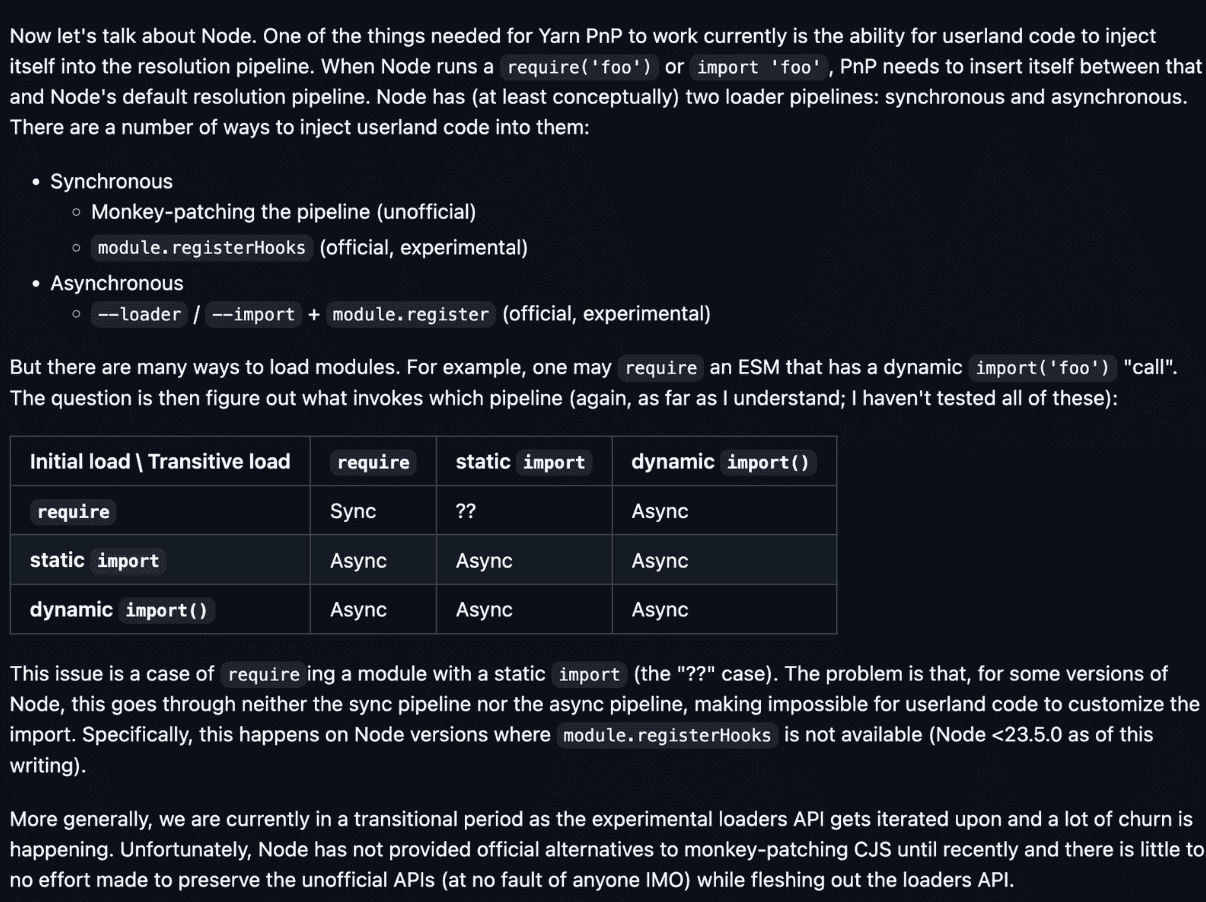 Now let's talk about Node. One of the things needed for Yarn PnP to work currently is the ability for userland code to inject
itself into the resolution pipeline. When Node runs a require('foo') or import 'foo', PnP needs to insert itself between that
and Node's default resolution pipeline. Node has (at least conceptually) two loader pipelines: synchronous and asynchronous.
There are a number of ways to inject userland code into them:
• Synchronous
◦ Monkey-patching the pipeline (unofficial)
◦ module.registerHooks (official, experimental)
• Asynchronous
◦ --loader / --import + module.register (official, experimental)
But there are many ways to load modules. For example, one may require an ESM that has a dynamic import('foo') "call".
The question is then figure out what invokes which pipeline (again, as far as I understand; I haven't tested all of these):
Initial load \ Transitive load require static import dynamic import()
require Sync ?? Async
static import Async Async Async
dynamic import() Async Async Async
This issue is a case of requireing a module with a static import (the "??" case). The problem is that, for some versions of
Node, this goes through neither the sync pipeline nor the async pipeline, making impossible for userland code to customize the
import. Specifically, this happens on Node versions where module.registerHooks is not available (Node <23.5.0 as of this
writing).
More generally, we are currently in a transitional period as the experimental loaders API gets iterated upon and a lot of churn is
happening. Unfortunately, Node has not provided official alternatives to monkey-patching CJS until recently and there is little to
no effort made to preserve the unofficial APIs (at no fault of anyone IMO) while fleshing out the loaders API.